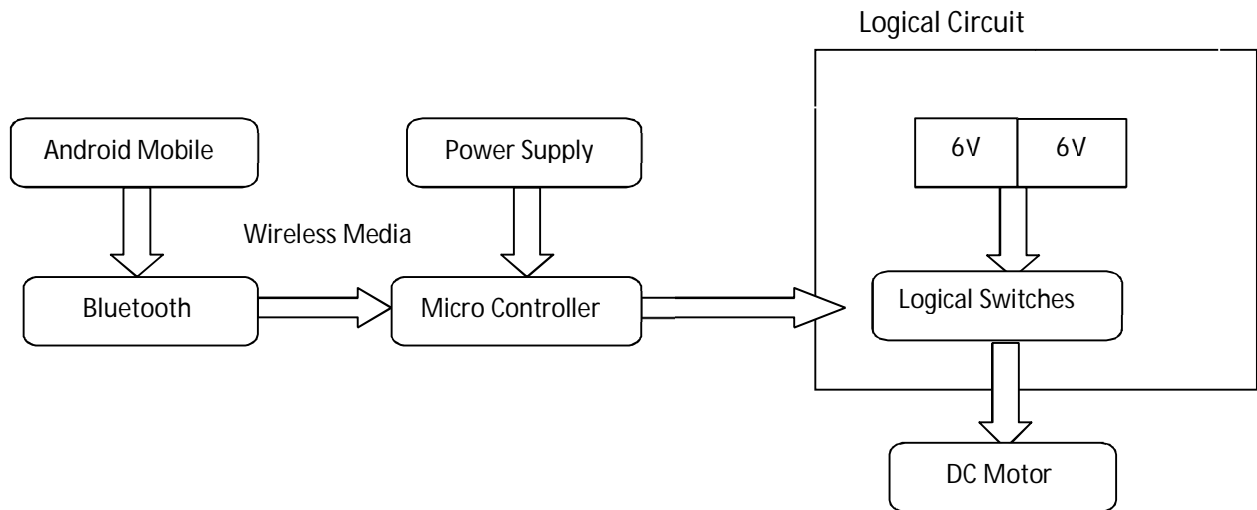 Logical Circuit
Android Mobile
Power Supply
6V
6V
Wireless Media
Bluetooth
Micro Controller
Logical Switches
DC Motor